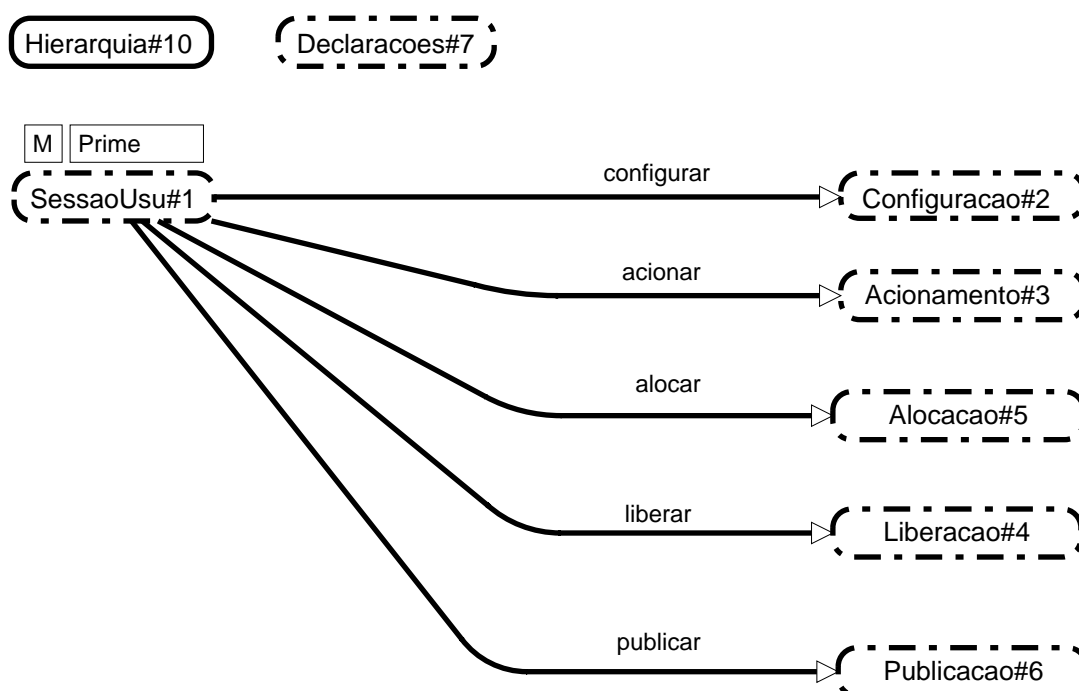 Hierarquia#10
Declaracoes#7
M
Prime
SessaoUsu#1
configurar
Configuracao#2
acionar
Acionamento#3
alocar
Alocacao#5
liberar
Liberacao#4
publicar
Publicacao#6